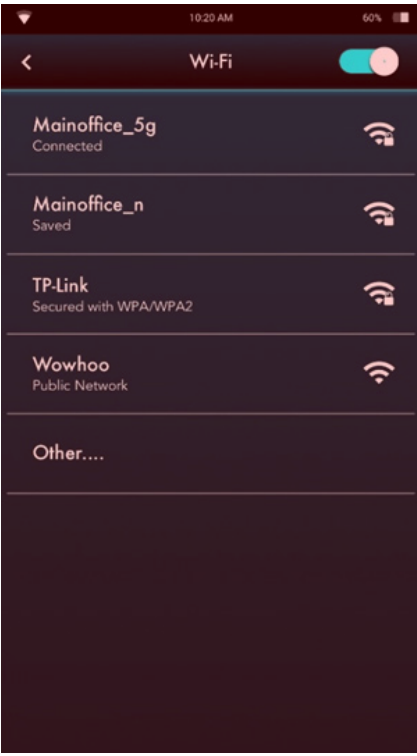 10:20 AM
60%
Wi-Fi
Mainoffice_5g
Connected
Mainoffice_n
Saved
TP-Link
Secured with WPA/WPA2
Wowhoo
Public Network
Other....